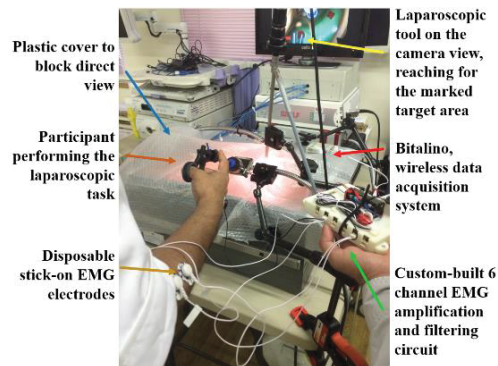 Plastic cover to
block direct
view
Participant
performing the
laparoscopic
task
Disposable
stick-on EMG
electrodes
Laparoscopic
tool on the
camera view,
reaching for
the marked
target area
Bitalino,
wireless data
acquisition
system
Custom-built 6
channel EMG
amplification
and filtering
circuit